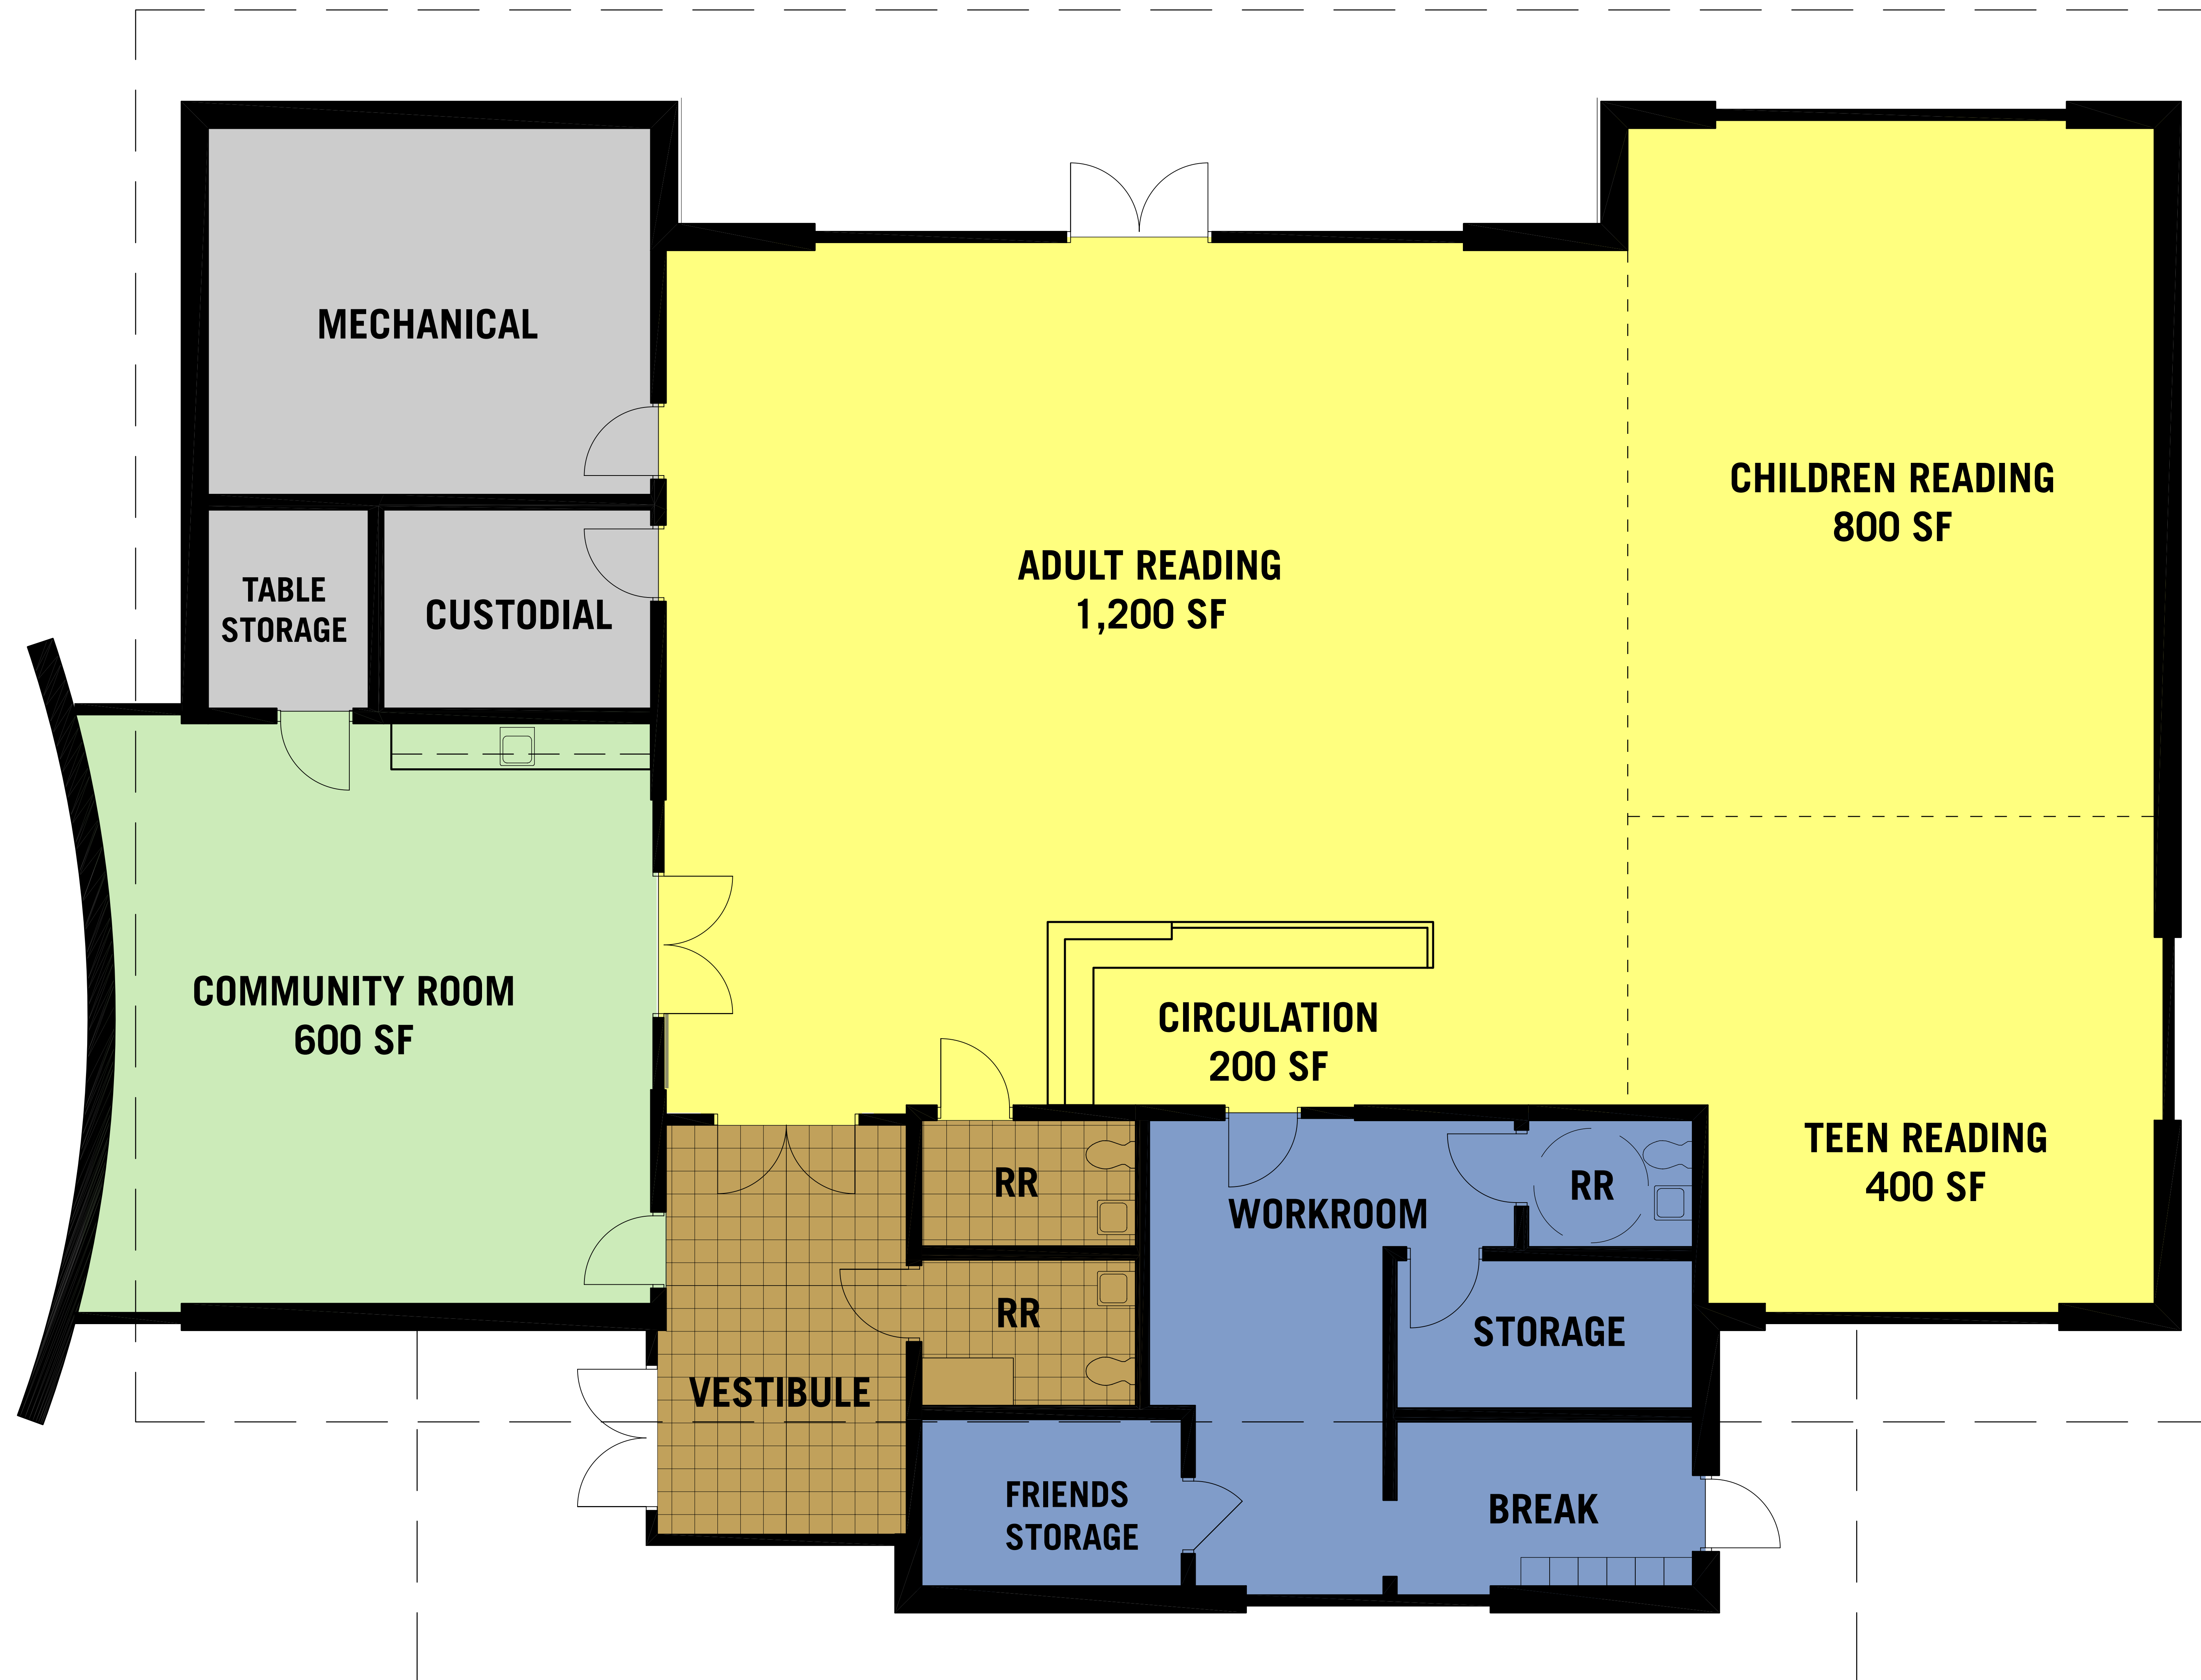 MECHANICAL
CHILDREN READING
800 SF
ADULT READING
1,200 SF
TABLE
STORAGE
CUSTODIAL
COMMUNITY ROOM
600 SF
CIRCULATION
200 SF
TEEN READING
400 SF
RR
WORKROOM
RR
RR
STORAGE
VESTIBULE
FRIENDS
STORAGE
BREAK